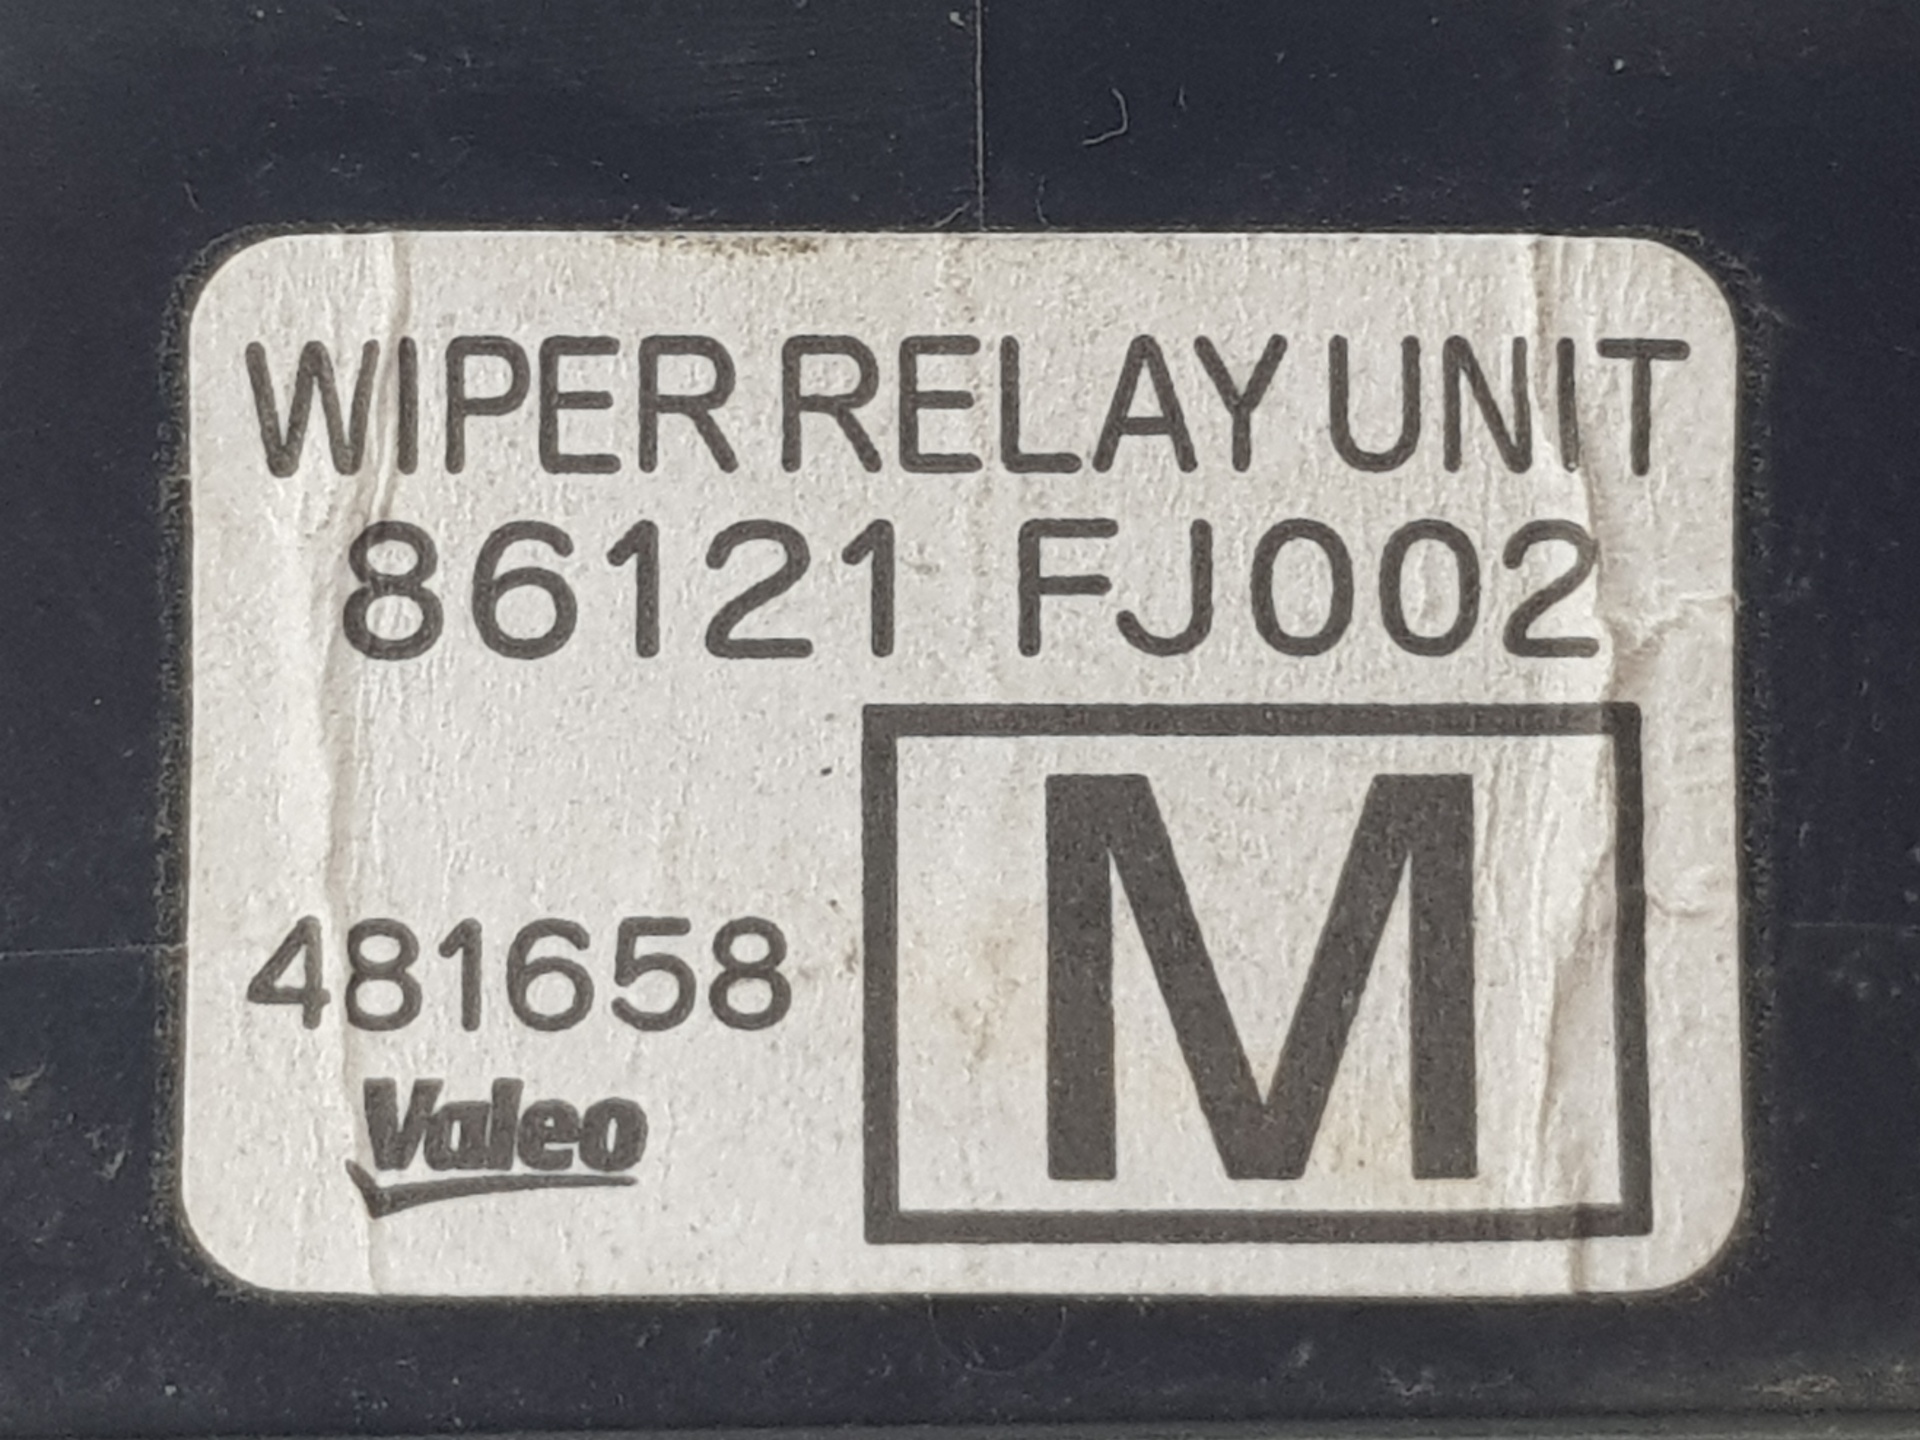 WIPER RELAY UNIT
86121 FJ002
M
481658
Valeo